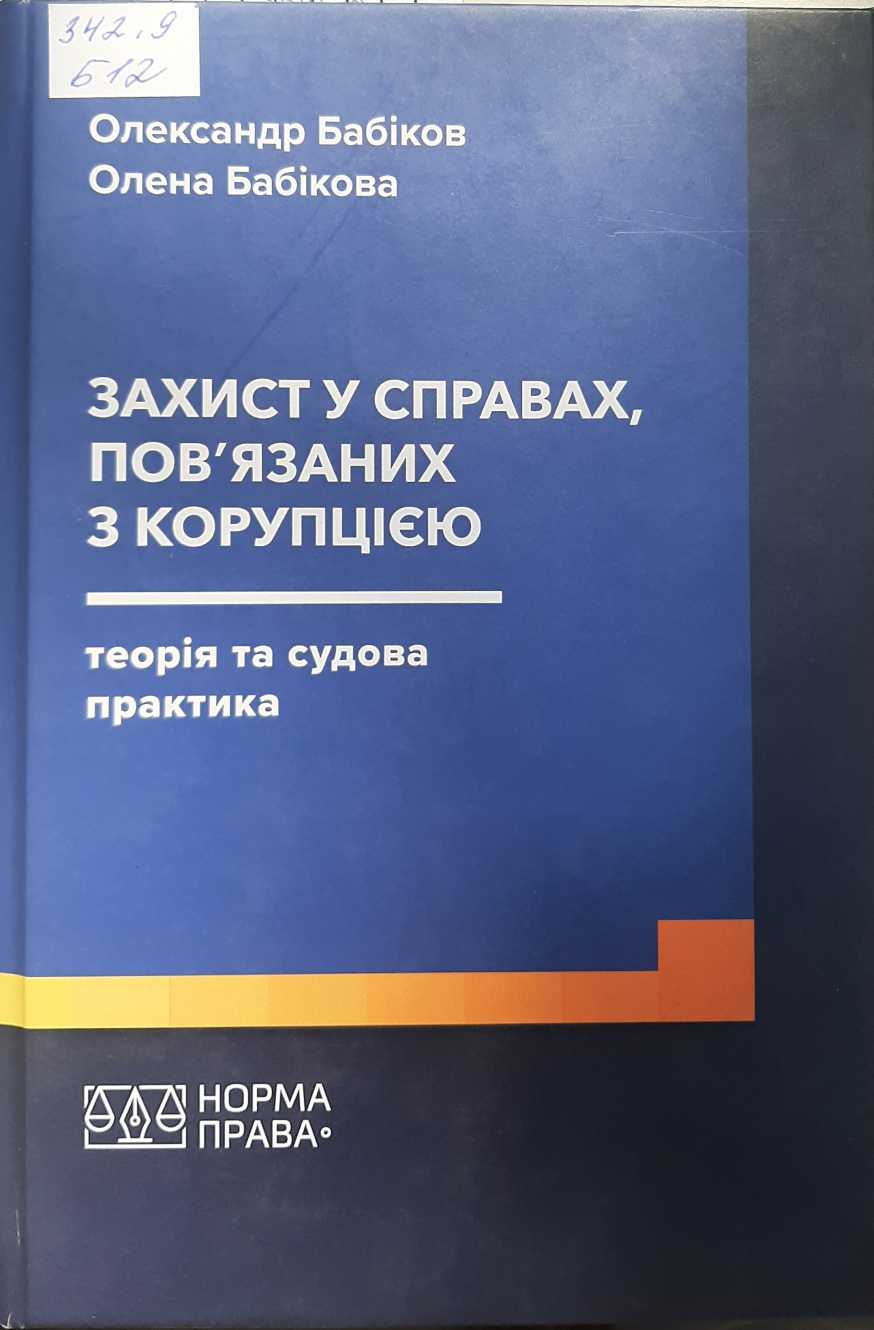 342.9
Б12
Олександр Бабіков
Олена Бабікова
ЗАХИСТ У СПРАВАХ,
ПОВ’ЯЗАНИХ
З КОРУПЦІЄЮ
теорія та судова
практика
НОРМА
ПРАВА